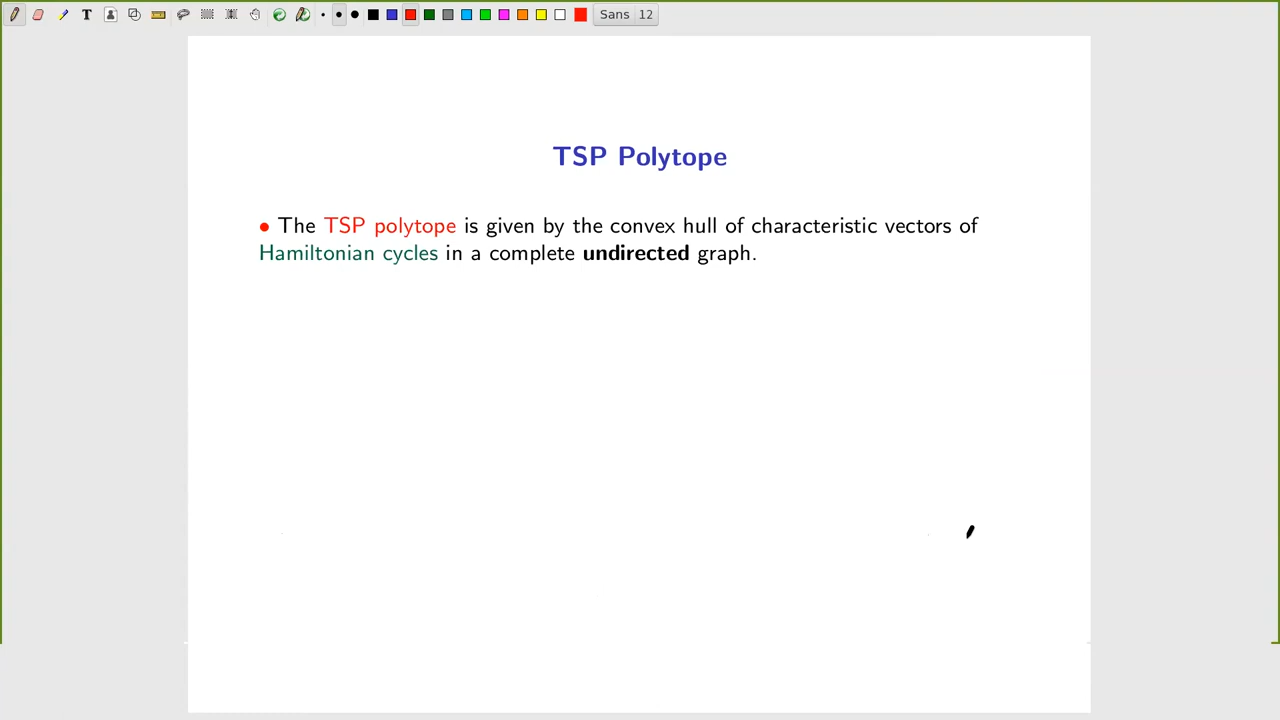 T Sans 12
TSP Polytope
• The TSP polytope is given by the convex hull of characteristic vectors of
Hamiltonian cycles in a complete undirected graph.